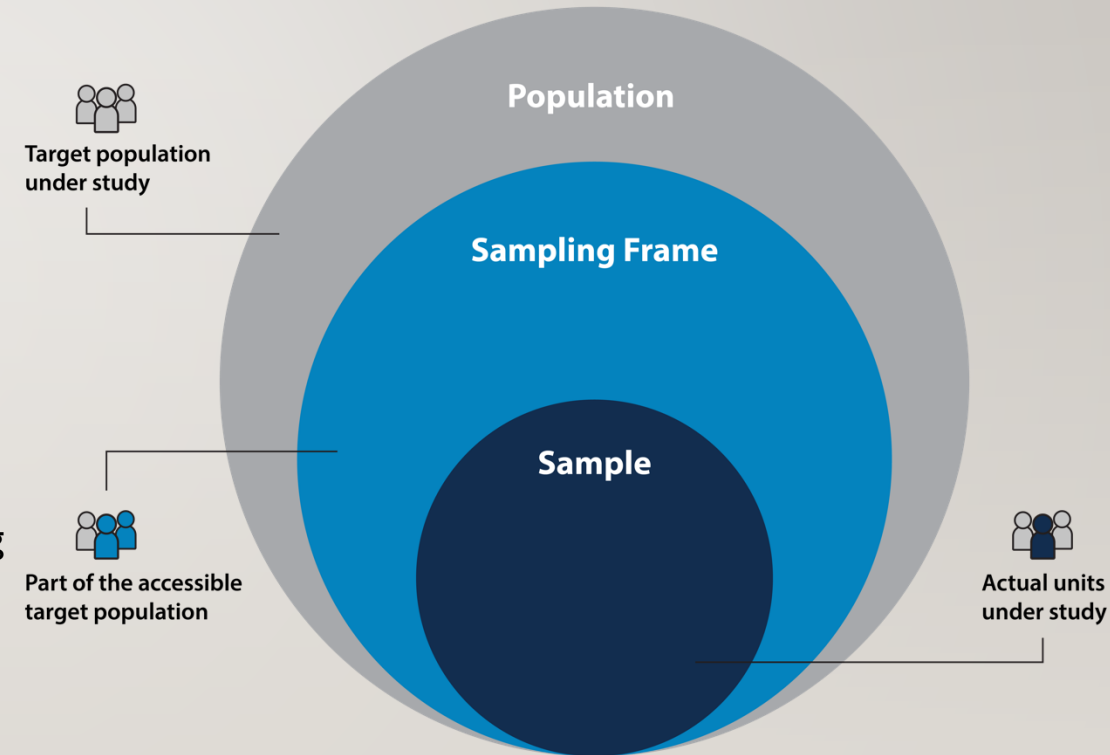 Population
Target population
under study
Sampling Frame
Sample
Part of the accessible
target population
Actual units
under study